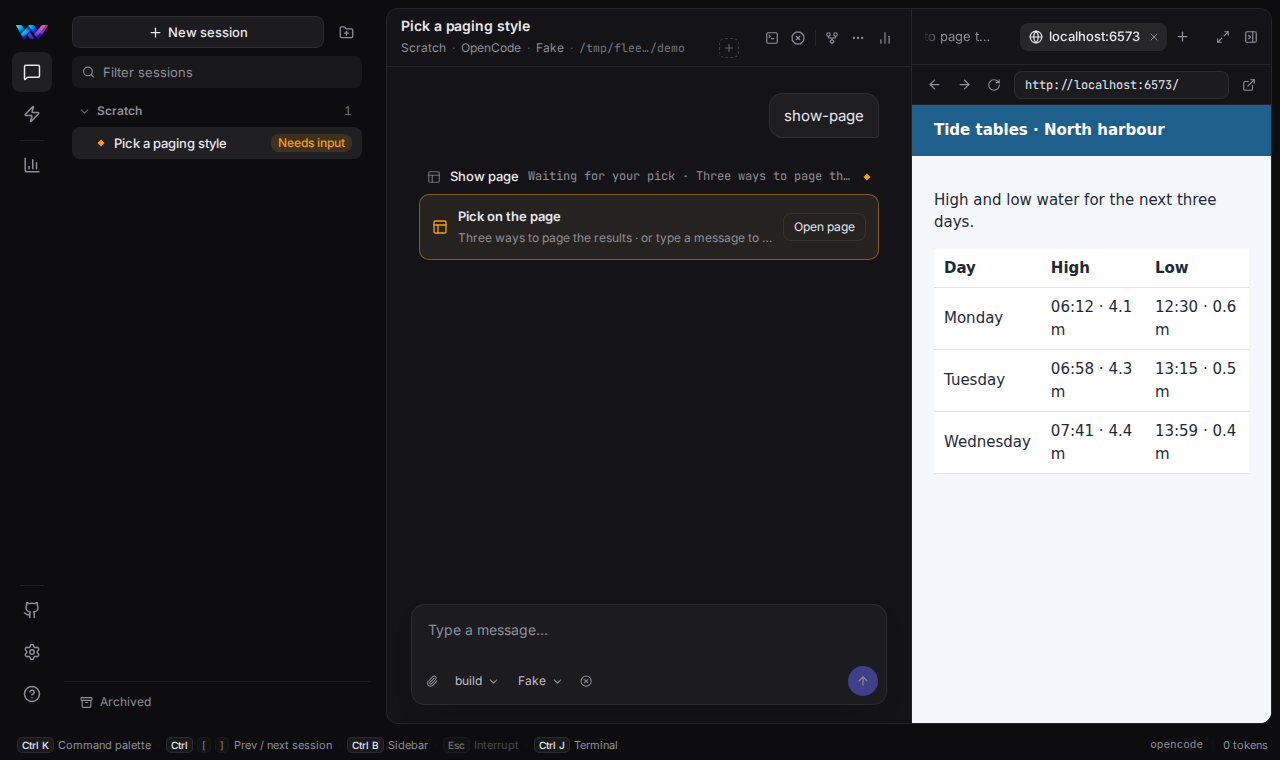 New session
Filter sessions
Scratch 1
Pick a paging style Needs input
Archived
Pick a paging style
Scratch · OpenCode · Fake · /tmp/flee…/demo
show-page
Show page Waiting for your pick · Three ways to page th…
Pick on the page
Three ways to page the results · or type a message to …
Open page
Type a message...
build Fake
to page t… localhost:6573
http://localhost:6573/
Tide tables · North harbour
High and low water for the next three
days.
Day High Low
Monday 06:12 · 4.1 m 12:30 · 0.6 m
Tuesday 06:58 · 4.3 m 13:15 · 0.5 m
Wednesday 07:41 · 4.4 m 13:59 · 0.4 m
Ctrl K Command palette Ctrl [ ] Prev / next session Ctrl B Sidebar Esc Interrupt Ctrl J Terminal opencode 0 tokens